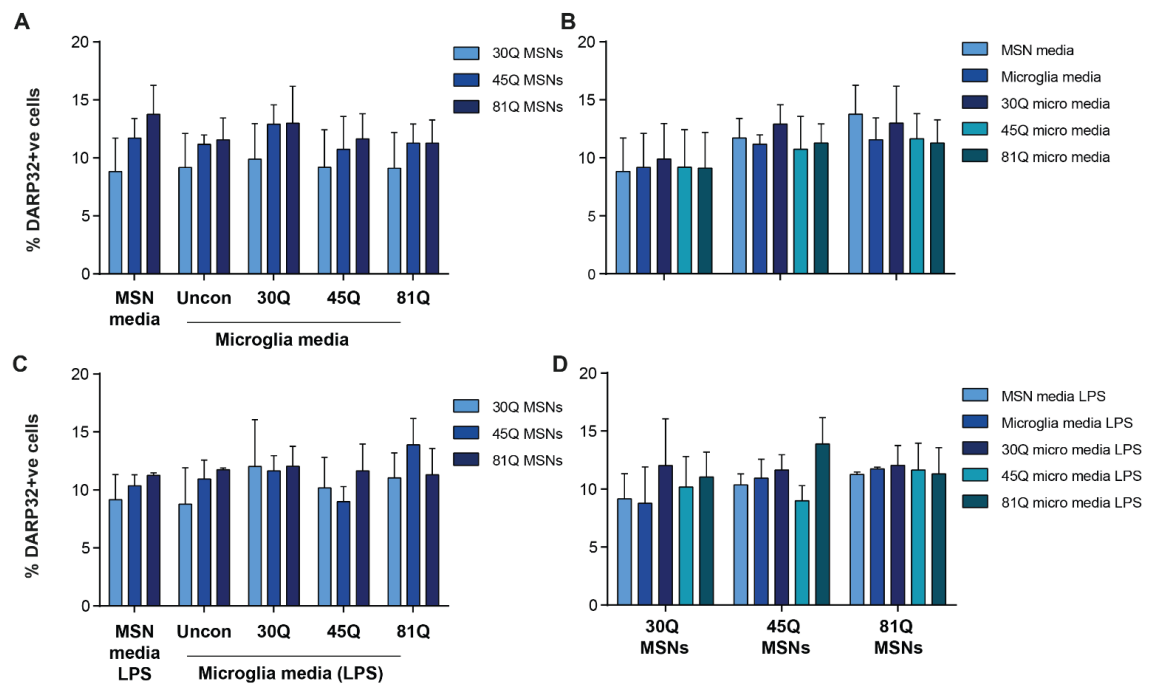 A
20
15
10
5
0
% DARP32+ve cells
30Q MSNs
45Q MSNs
81Q MSNs
MSN media
Uncon
30Q
45Q
81Q
Microglia media
B
20
15
10
5
0
MSN media
Microglia media
30Q micro media
45Q micro media
81Q micro media
C
20
15
10
5
0
% DARP32+ve cells
30Q MSNs
45Q MSNs
81Q MSNs
MSN
media
LPS
Uncon
30Q
45Q
81Q
Microglia media (LPS)
D
20
15
10
5
0
MSN media LPS
Microglia media LPS
30Q micro media LPS
45Q micro media LPS
81Q micro media LPS
30Q
MSNs
45Q
MSNs
81Q
MSNs